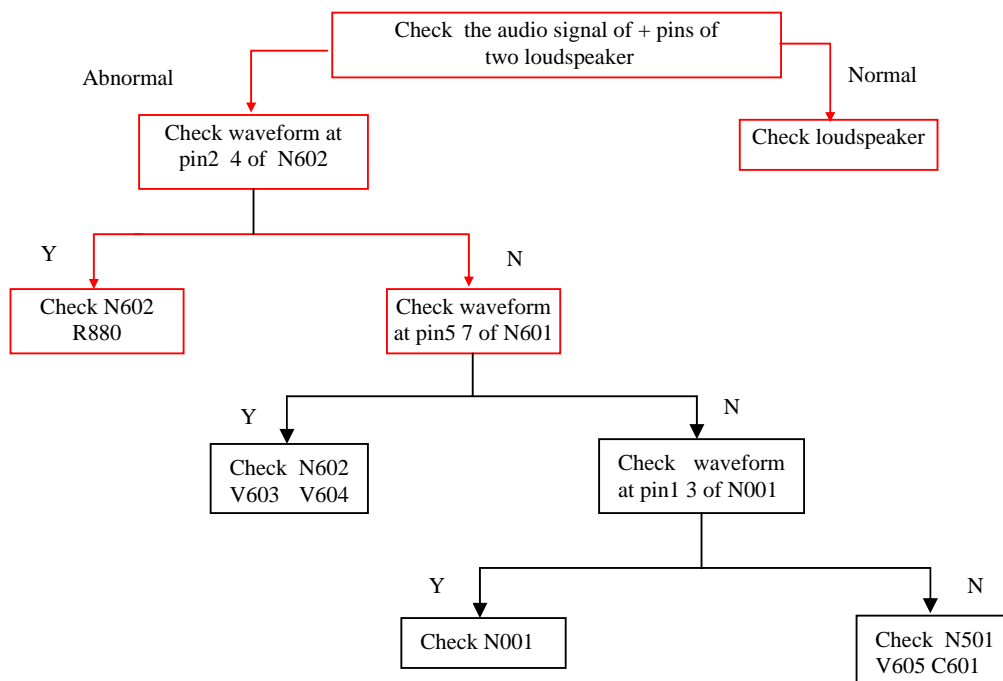 Check the audio signal of + pins of
two loudspeaker
Abnormal
Normal
Check waveform at
pin2 4 of N602
Check loudspeaker
Y
N
Check N602
R880
Check waveform
at pin5 7 of N601
Y
N
Check N602
V603 V604
Check waveform
at pin1 3 of N001
Y
N
Check N001
Check N501
V605 C601